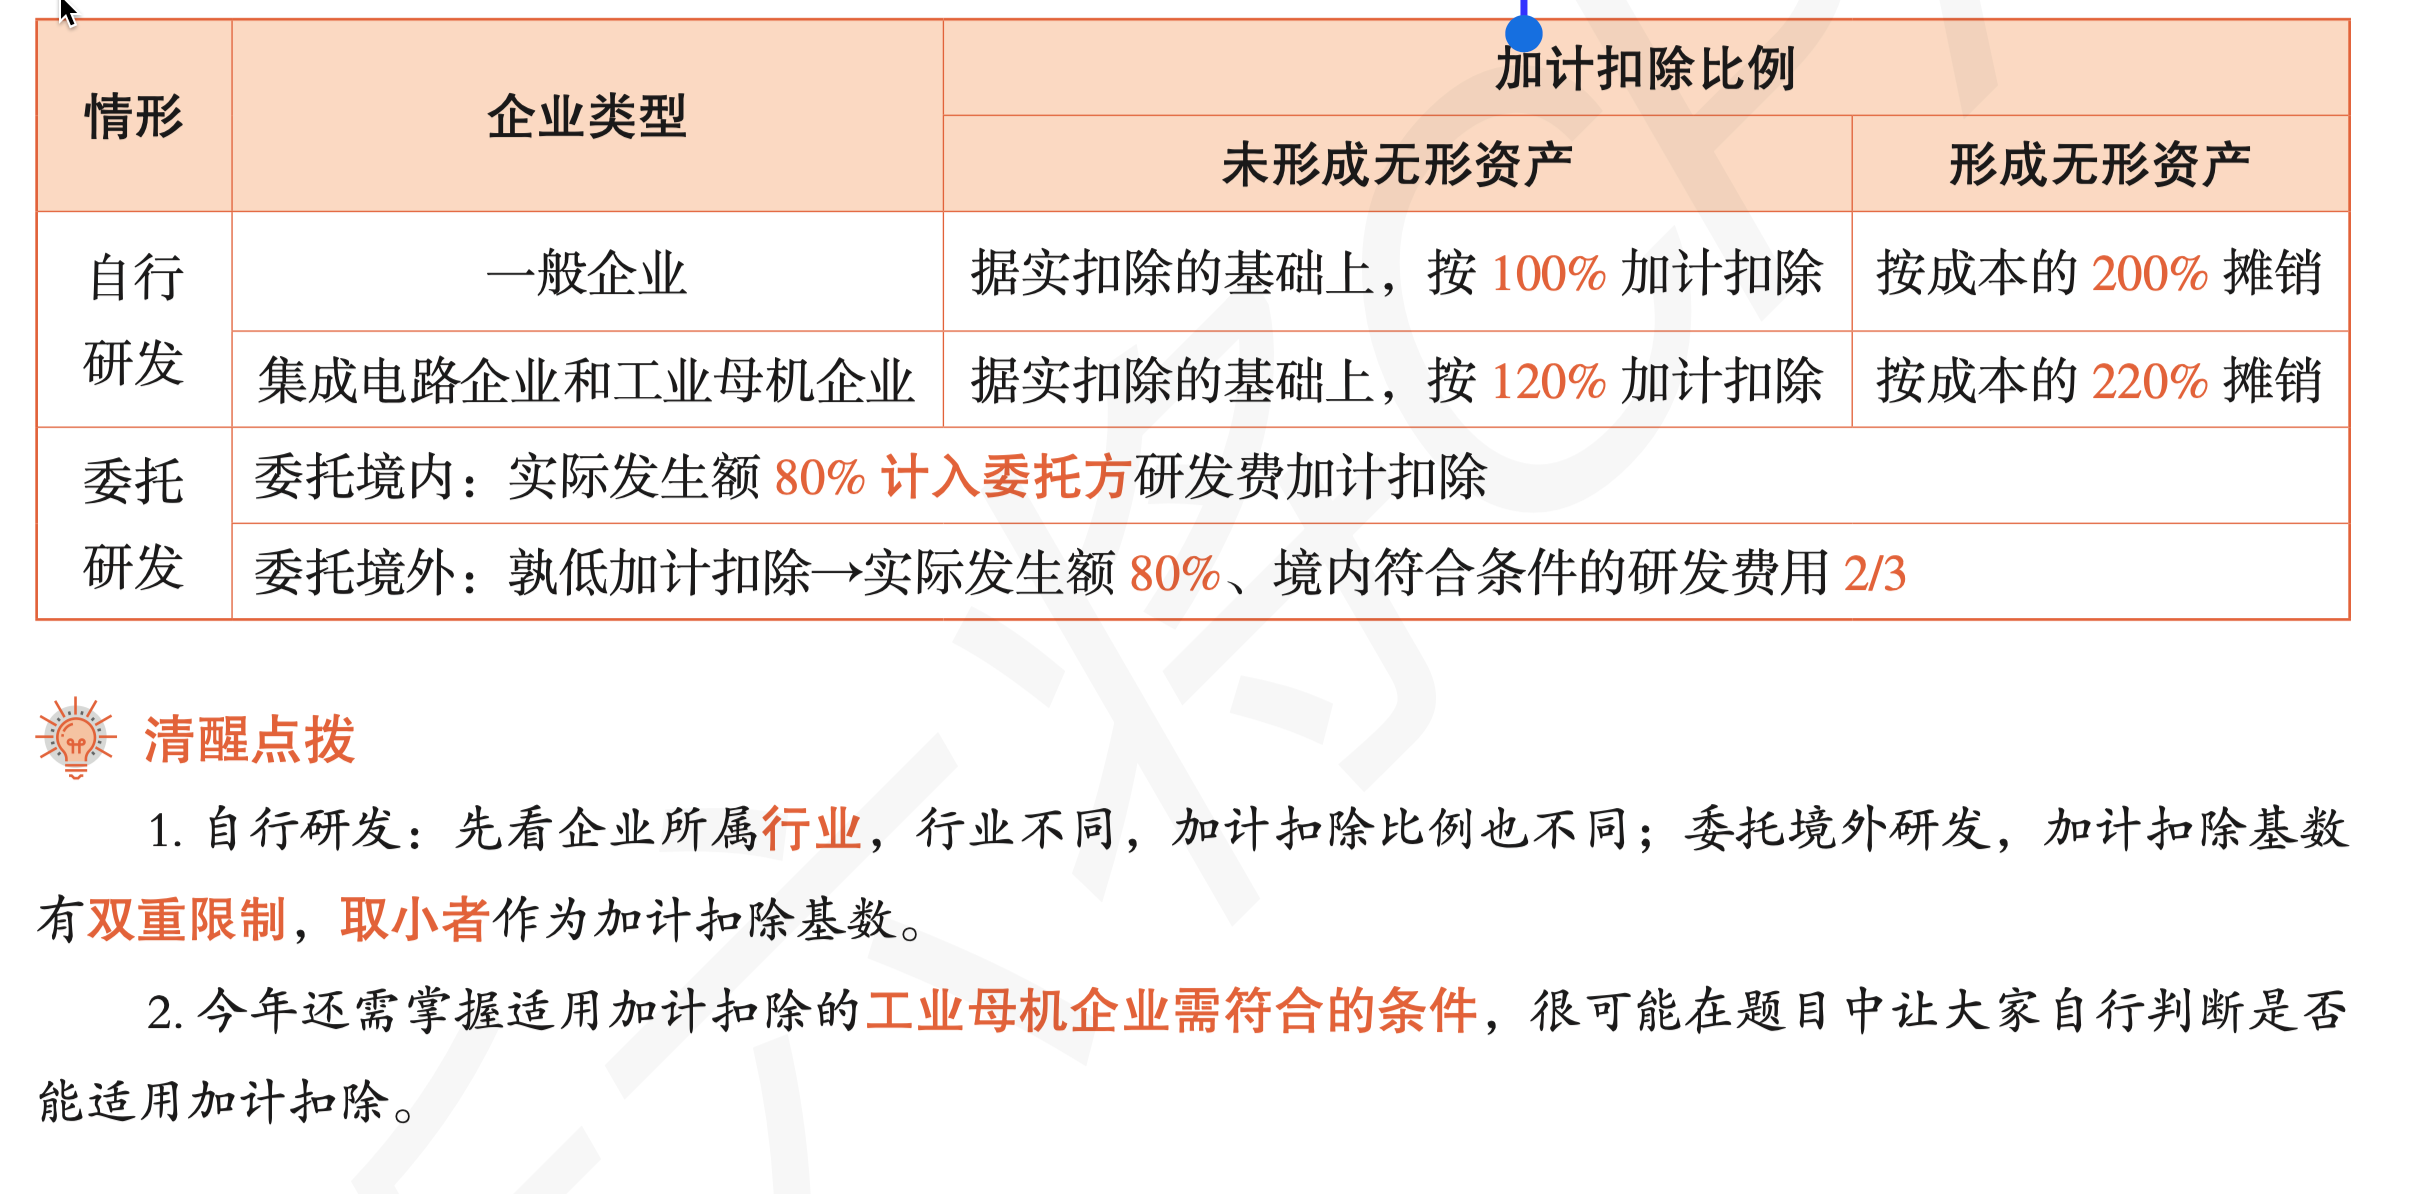 情形 企业类型 加计扣除比例
未形成无形资产 形成无形资产
自行研发 一般企业 据实扣除的基础上，按 100% 加计扣除 按成本的 200% 摊销
集成电路企业和工业母机企业 据实扣除的基础上，按 120% 加计扣除 按成本的 220% 摊销
委托研发 委托境内：实际发生额 80% 计入委托方研发费加计扣除
委托境外：孰低加计扣除→实际发生额 80%、境内符合条件的研发费用 2/3
清醒点拨
1. 自行研发：先看企业所属行业，行业不同，加计扣除比例也不同；委托境外研发，加计扣除基数
有双重限制，取小者作为加计扣除基数。
2. 今年还需掌握适用加计扣除的工业母机企业需符合的条件，很可能在题目中让大家自行判断是否
能适用加计扣除。